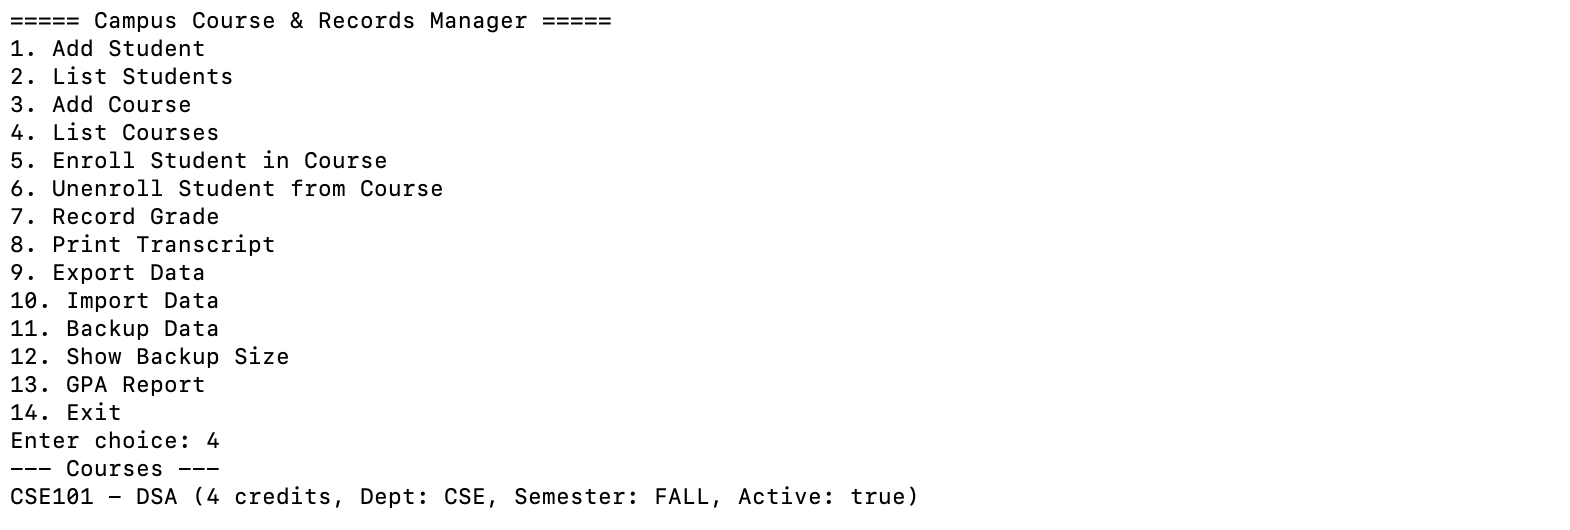 ===== Campus Course & Records Manager =====
1. Add Student
2. List Students
3. Add Course
4. List Courses
5. Enroll Student in Course
6. Unenroll Student from Course
7. Record Grade
8. Print Transcript
9. Export Data
10. Import Data
11. Backup Data
12. Show Backup Size
13. GPA Report
14. Exit
Enter choice: 4
--- Courses ---
CSE101 - DSA (4 credits, Dept: CSE, Semester: FALL, Active: true)